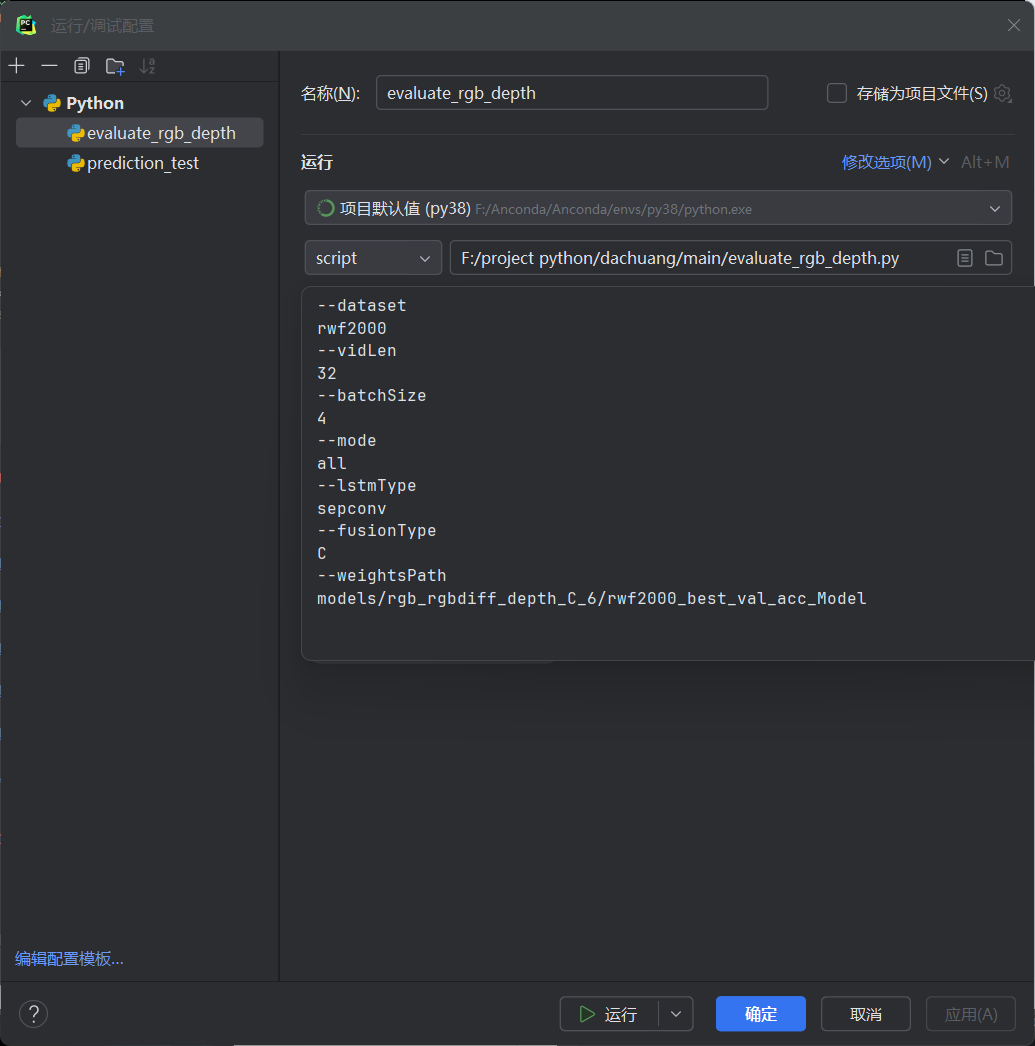 运行/调试配置
Python
evaluate_rgb_depth
prediction_test
编辑配置模板...
名称(N):
evaluate_rgb_depth
存储为项目文件(S)
运行
修改选项(M) Alt+M
项目默认值 (py38) F:/Anconda/Anconda/envs/py38/python.exe
script
F:/project python/dachuang/main/evaluate_rgb_depth.py
--dataset
rwf2000
--vidLen
32
--batchSize
4
--mode
all
--lstmType
sepconv
--fusionType
C
--weightsPath
models/rgb_rgbdiff_depth_C_6/rwf2000_best_val_acc_Model
?
运行
确定
取消
应用(A)